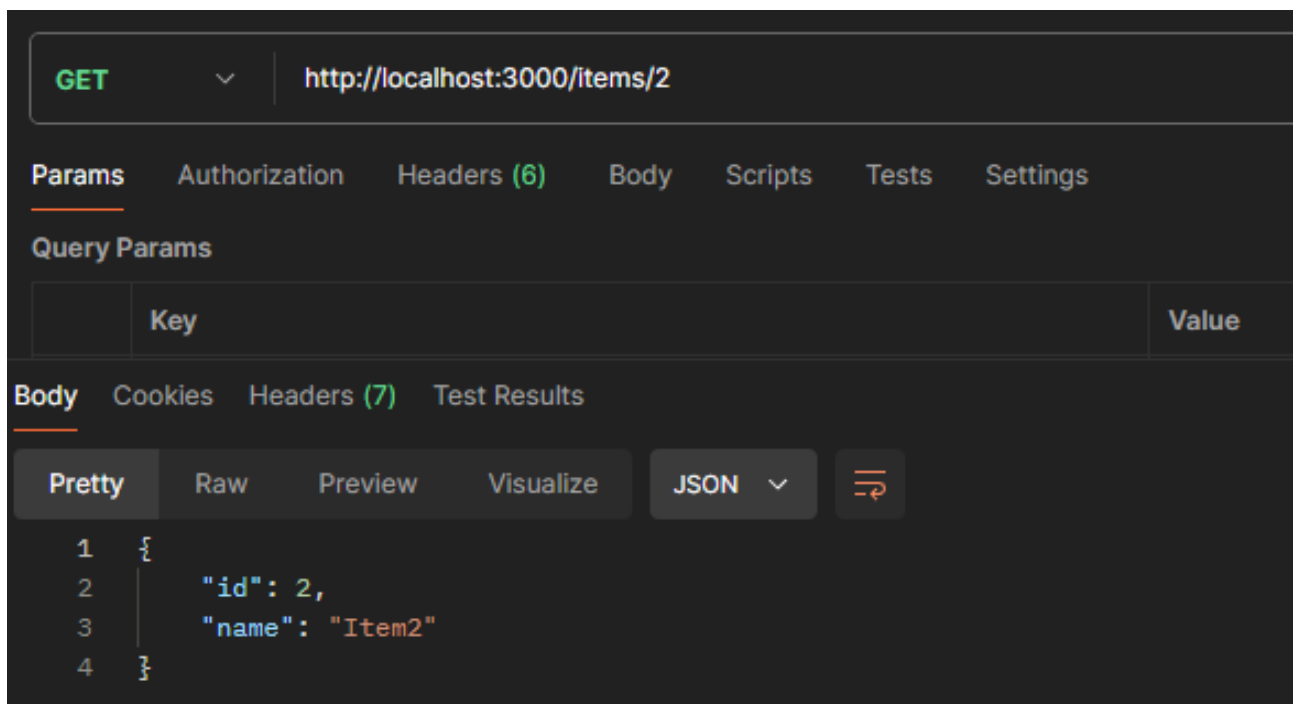 GET http://localhost:3000/items/2
Params Authorization Headers (6) Body Scripts Tests Settings
Query Params
Key Value
Body Cookies Headers (7) Test Results
Pretty Raw Preview Visualize JSON
1 {
2 "id": 2,
3 "name": "Item2"
4 }